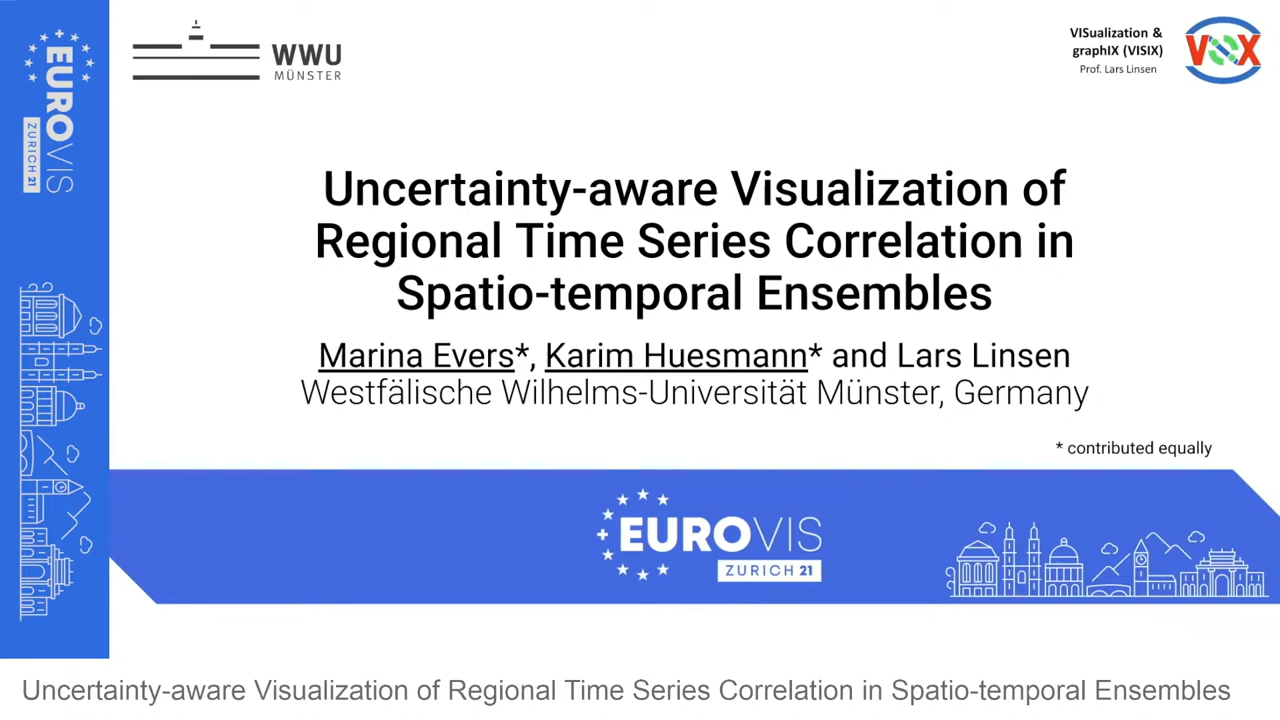 EUROVIS
ZURICH 21
WWU
MÜNSTER
VISualization &
graphIX (VISIX)
Prof. Lars Linsen
VISX
Uncertainty-aware Visualization of
Regional Time Series Correlation in
Spatio-temporal Ensembles
Marina Evers*, Karim Huesmann* and Lars Linsen
Westfälische Wilhelms-Universität Münster, Germany
* contributed equally
EUROVIS
ZURICH 21
Uncertainty-aware Visualization of Regional Time Series Correlation in Spatio-temporal Ensembles